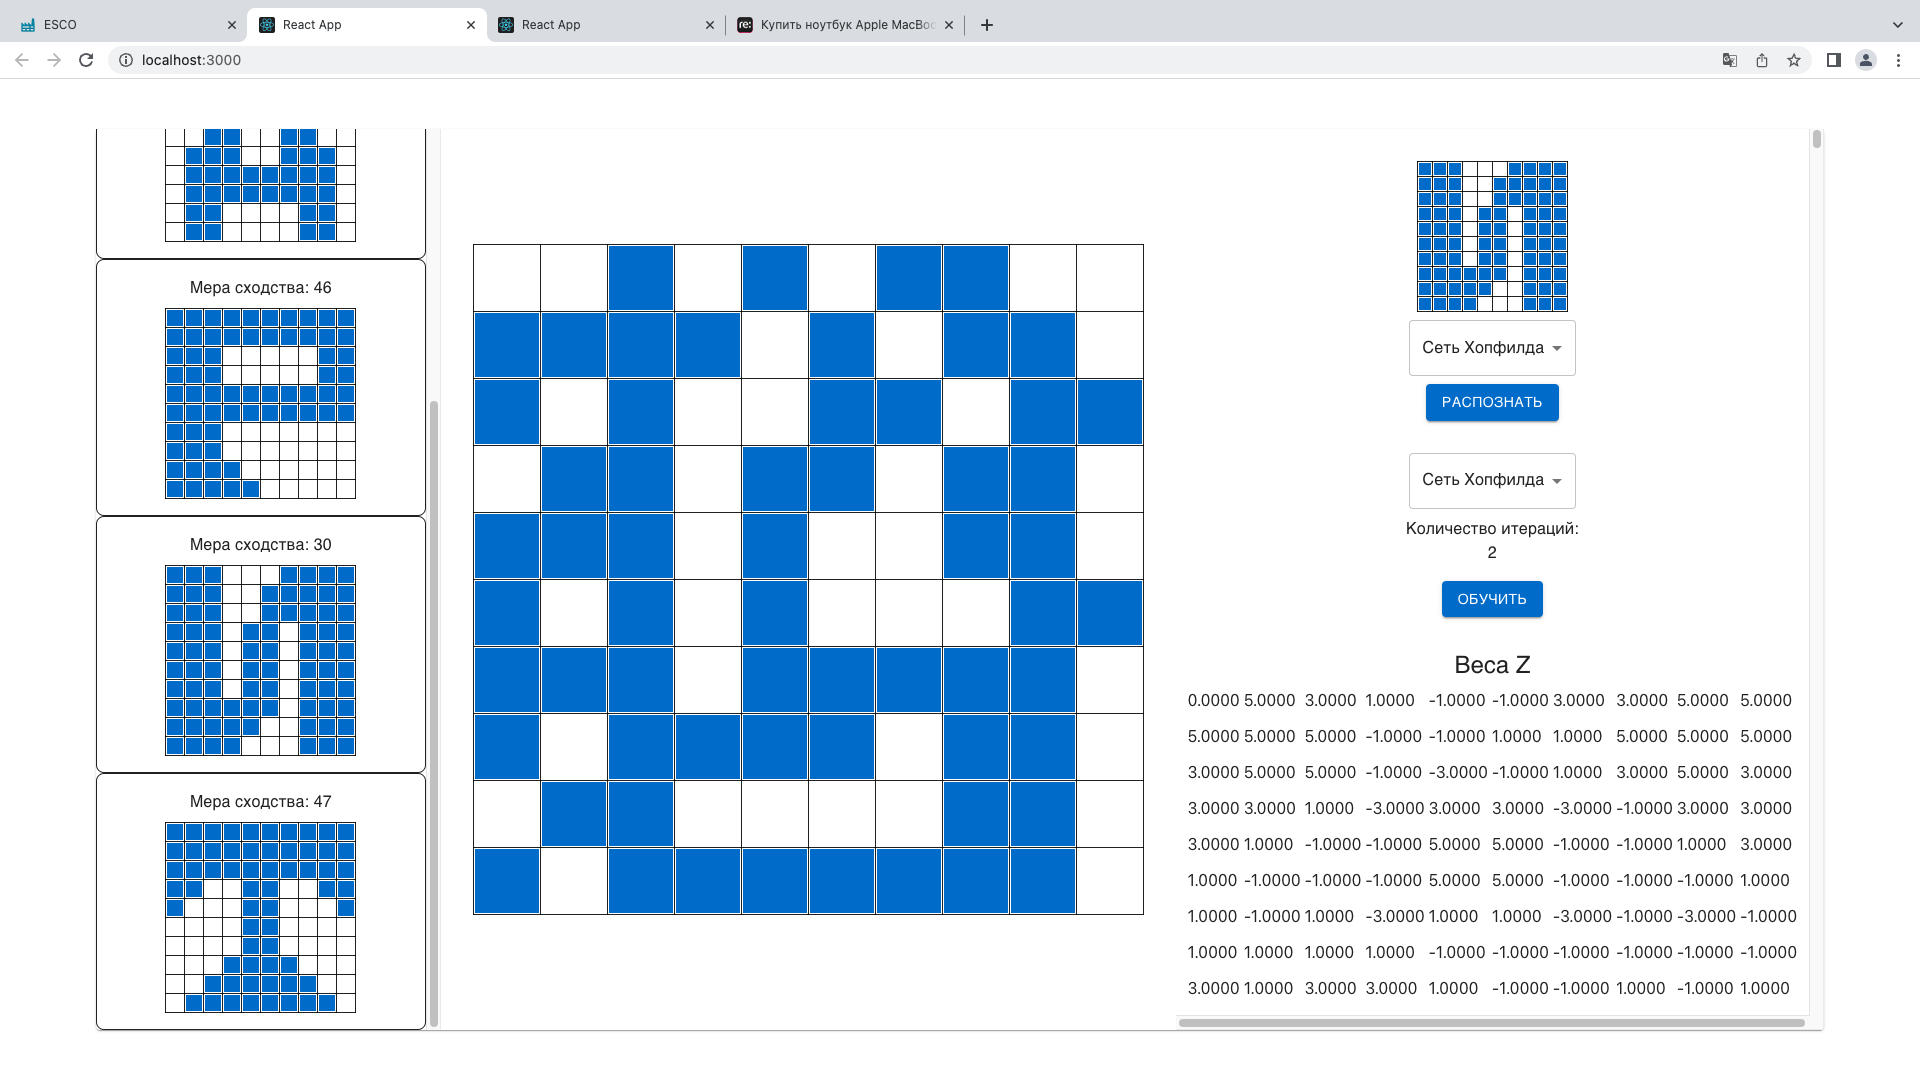 ESCO
React App
React App
re:
Купить ноутбук Apple MacBoo
localhost:3000
Мера сходства: 46
Мера сходства: 30
Мера сходства: 47
Сеть Хопфилда
РАСПОЗНАТЬ
Сеть Хопфилда
Количество итераций:
2
ОБУЧИТЬ
Веса Z
0.0000 5.0000 3.0000 1.0000 -1.0000 -1.0000 3.0000 3.0000 5.0000 5.0000
5.0000 5.0000 5.0000 -1.0000 -1.0000 1.0000 1.0000 5.0000 5.0000 5.0000
3.0000 5.0000 5.0000 -1.0000 -3.0000 -1.0000 1.0000 3.0000 5.0000 3.0000
3.0000 3.0000 1.0000 -3.0000 3.0000 3.0000 -3.0000 -1.0000 3.0000 3.0000
3.0000 1.0000 -1.0000 -1.0000 5.0000 5.0000 -1.0000 -1.0000 1.0000 3.0000
1.0000 -1.0000 -1.0000 -1.0000 5.0000 5.0000 -1.0000 -1.0000 -1.0000 1.0000
1.0000 -1.0000 1.0000 -3.0000 1.0000 1.0000 -3.0000 -1.0000 -3.0000 -1.0000
1.0000 1.0000 1.0000 1.0000 -1.0000 -1.0000 -1.0000 -1.0000 -1.0000 -1.0000
3.0000 1.0000 3.0000 3.0000 1.0000 -1.0000 -1.0000 1.0000 -1.0000 1.0000